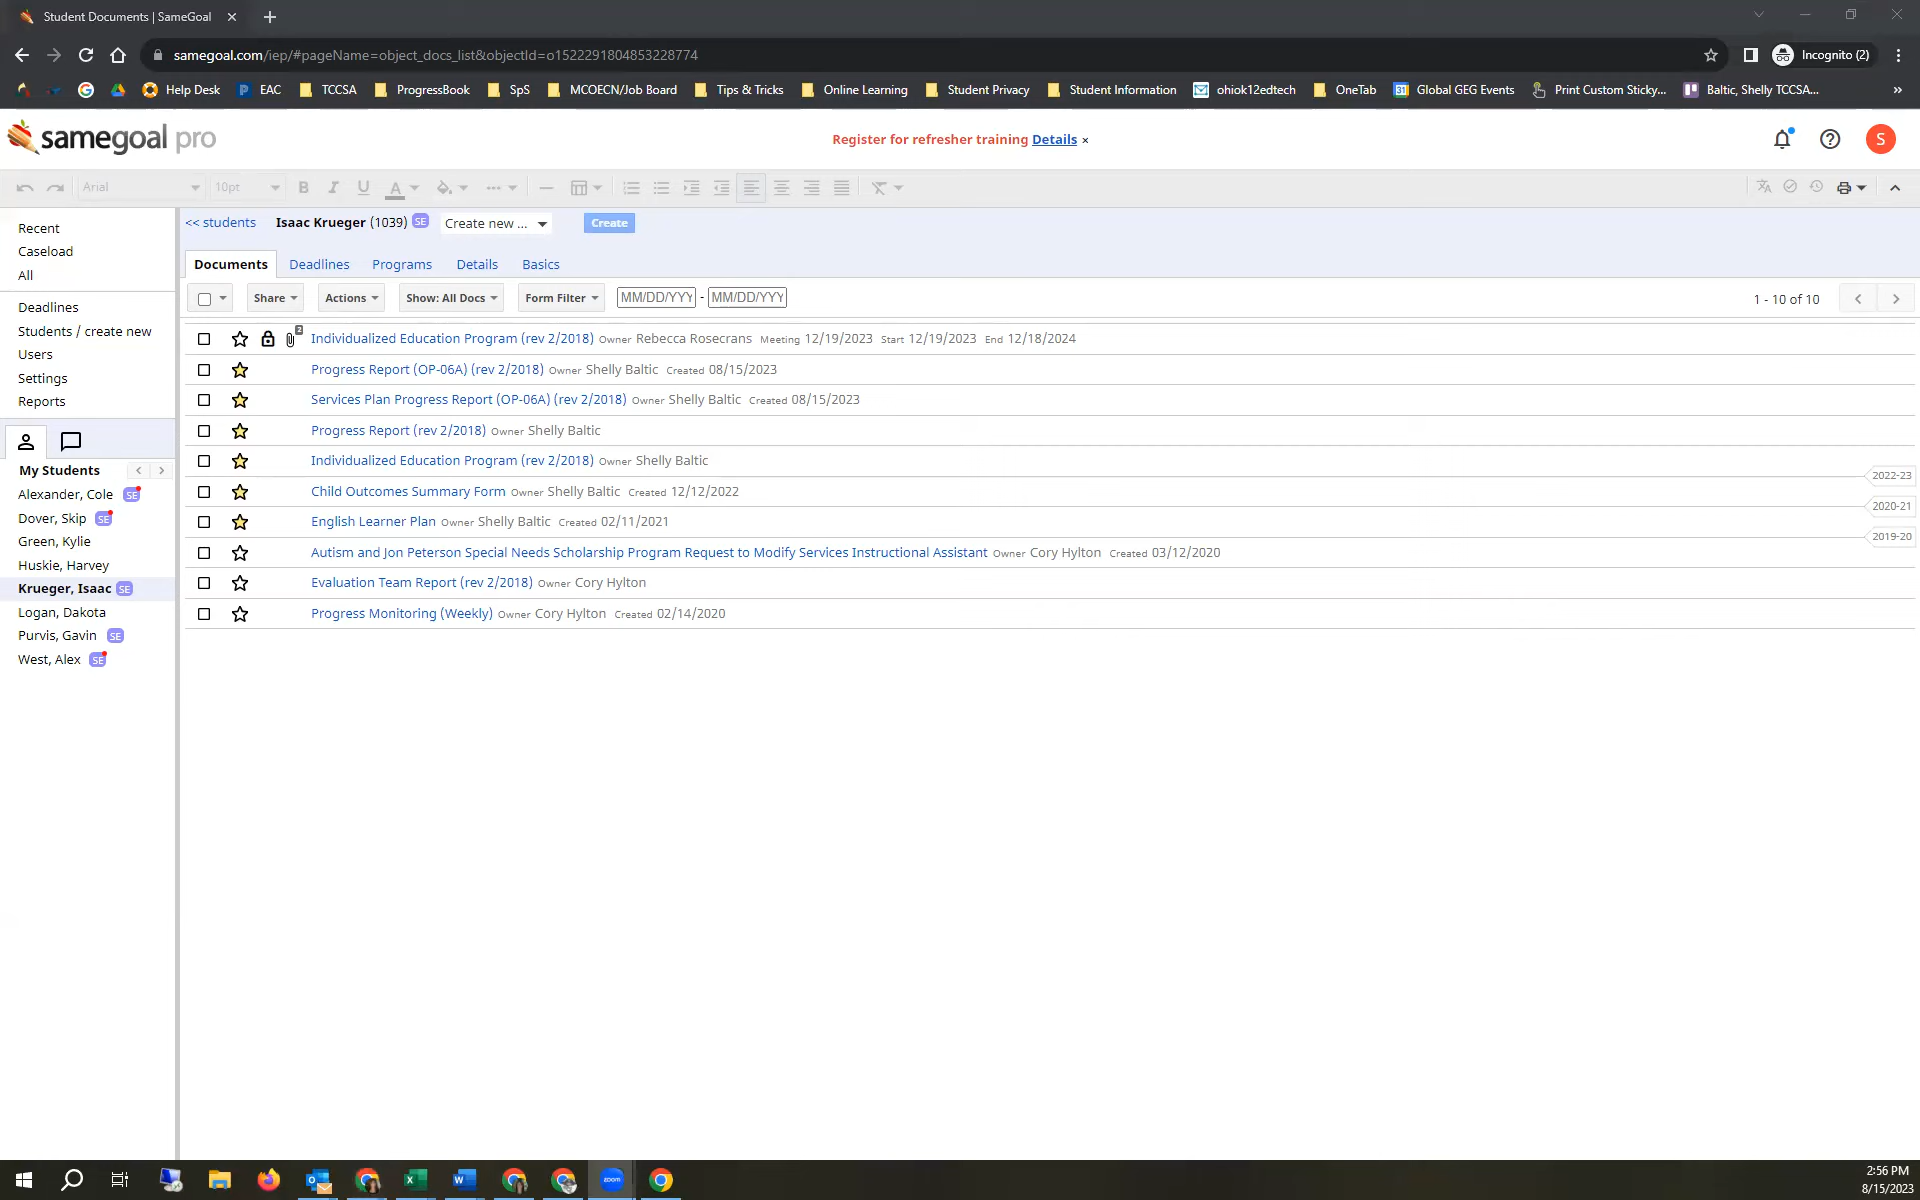 Student Documents | SameGoal
samegoal.com/iep/#pageName=object_docs_list&objectId=o1522291804853228774
Incognito (2)
Help Desk EAC TCCSA ProgressBook SpS MCOECN/Job Board Tips & Tricks Online Learning Student Privacy Student Information ohiok12edtech OneTab Global GEG Events Print Custom Sticky... Baltic, Shelly TCCSA... »
samegoal pro
Register for refresher training Details ×
S
Arial 10pt B I U A
<< students Isaac Krueger (1039) SE Create new ... Create
Documents Deadlines Programs Details Basics
Share Actions Show: All Docs Form Filter MM/DD/YYY - MM/DD/YYY 1 - 10 of 10
Recent
Caseload
All
Deadlines
Students / create new
Users
Settings
Reports
My Students
Alexander, Cole SE
Dover, Skip SE
Green, Kylie
Huskie, Harvey
Krueger, Isaac SE
Logan, Dakota
Purvis, Gavin SE
West, Alex SE
2 Individualized Education Program (rev 2/2018) Owner Rebecca Rosecrans Meeting 12/19/2023 Start 12/19/2023 End 12/18/2024
Progress Report (OP-06A) (rev 2/2018) Owner Shelly Baltic Created 08/15/2023
Services Plan Progress Report (OP-06A) (rev 2/2018) Owner Shelly Baltic Created 08/15/2023
Progress Report (rev 2/2018) Owner Shelly Baltic
Individualized Education Program (rev 2/2018) Owner Shelly Baltic
2022-23
Child Outcomes Summary Form Owner Shelly Baltic Created 12/12/2022
2020-21
English Learner Plan Owner Shelly Baltic Created 02/11/2021
2019-20
Autism and Jon Peterson Special Needs Scholarship Program Request to Modify Services Instructional Assistant Owner Cory Hylton Created 03/12/2020
Evaluation Team Report (rev 2/2018) Owner Cory Hylton
Progress Monitoring (Weekly) Owner Cory Hylton Created 02/14/2020
zoom
2:56 PM
8/15/2023